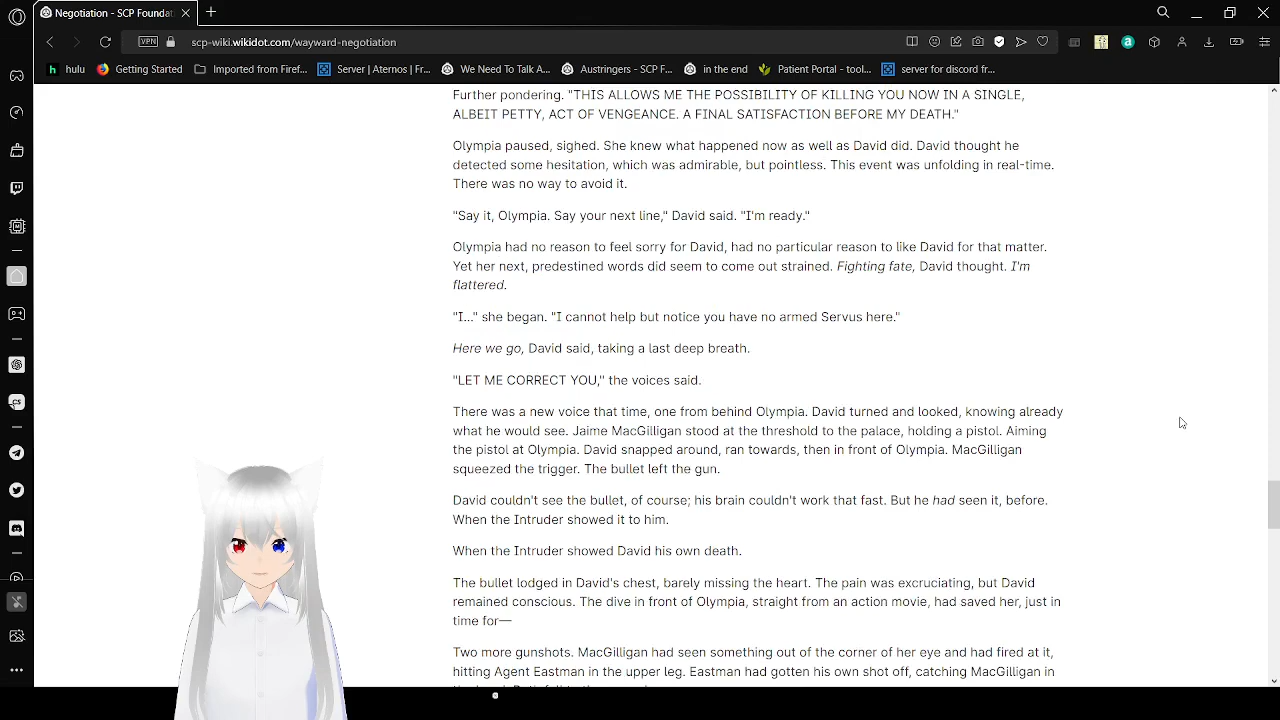 Negotiation - SCP Foundat
VPN
scp-wiki.wikidot.com/wayward-negotiation
hulu
Getting Started
Imported from Firef...
Server | Aternos | Fr...
We Need To Talk A...
Austringers - SCP F...
in the end
Patient Portal - tool...
server for discord fr...
Further pondering. "THIS ALLOWS ME THE POSSIBILITY OF KILLING YOU NOW IN A SINGLE,
ALBEIT PETTY, ACT OF VENGEANCE. A FINAL SATISFACTION BEFORE MY DEATH."
Olympia paused, sighed. She knew what happened now as well as David did. David thought he
detected some hesitation, which was admirable, but pointless. This event was unfolding in real-time.
There was no way to avoid it.
"Say it, Olympia. Say your next line," David said. "I'm ready."
Olympia had no reason to feel sorry for David, had no particular reason to like David for that matter.
Yet her next, predestined words did seem to come out strained. Fighting fate, David thought. I'm
flattered.
"I..." she began. "I cannot help but notice you have no armed Servus here."
Here we go, David said, taking a last deep breath.
"LET ME CORRECT YOU," the voices said.
There was a new voice that time, one from behind Olympia. David turned and looked, knowing already
what he would see. Jaime MacGilligan stood at the threshold to the palace, holding a pistol. Aiming
the pistol at Olympia. David snapped around, ran towards, then in front of Olympia. MacGilligan
squeezed the trigger. The bullet left the gun.
David couldn't see the bullet, of course; his brain couldn't work that fast. But he had seen it, before.
When the Intruder showed it to him.
When the Intruder showed David his own death.
The bullet lodged in David's chest, barely missing the heart. The pain was excruciating, but David
remained conscious. The dive in front of Olympia, straight from an action movie, had saved her, just in
time for—
Two more gunshots. MacGilligan had seen something out of the corner of her eye and had fired at it,
hitting Agent Eastman in the upper leg. Eastman had gotten his own shot off, catching MacGilligan in